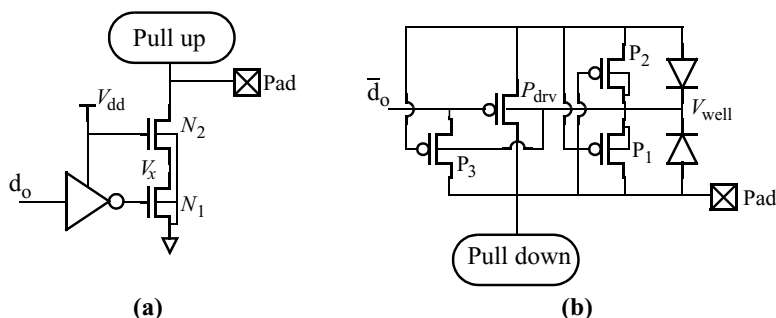 Pull up
Pad
V_dd
N_2
V_x
d_o
N_1
(a)
P_2
d̅_o
P_drv
V_well
P_1
P_3
Pad
Pull down
(b)